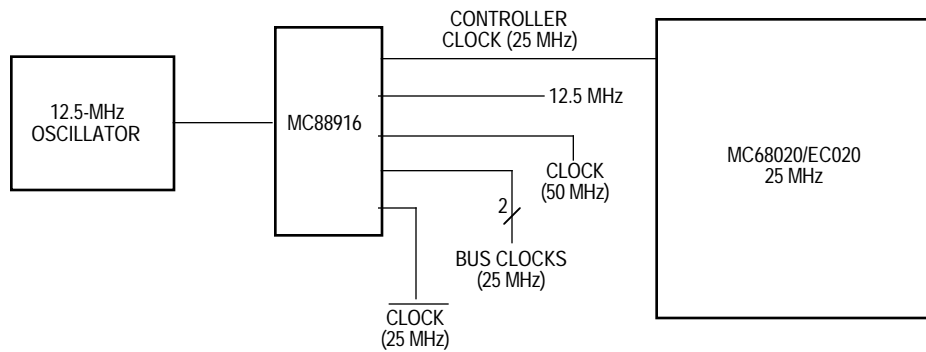 CONTROLLER
CLOCK (25 MHz)
12.5-MHz
OSCILLATOR
MC88916
12.5 MHz
MC68020/EC020
25 MHz
CLOCK
(50 MHz)
2
BUS CLOCKS
(25 MHz)
CLOCK
(25 MHz)